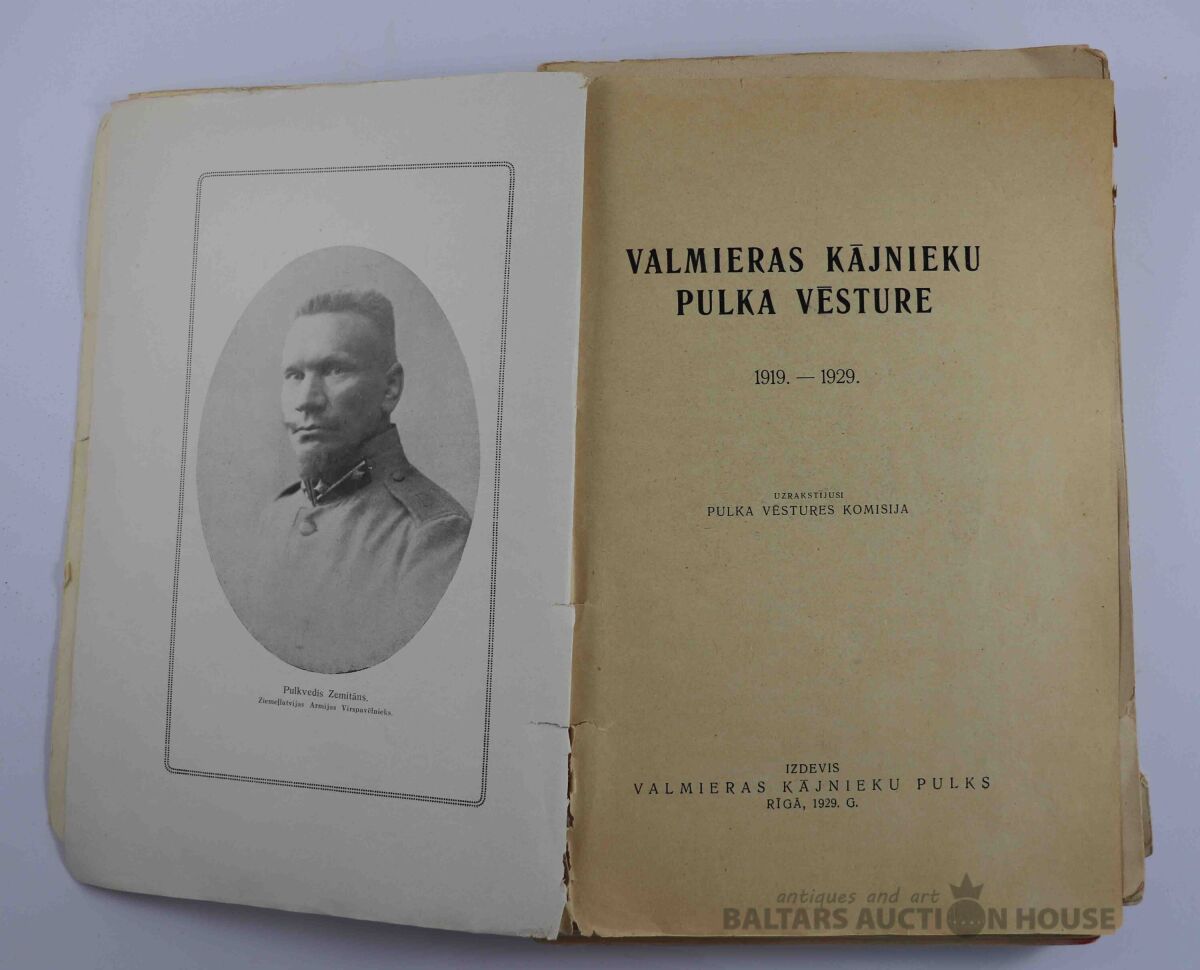 Pulkvedis Zemitāns.
Ziemeļlatvijas Armijas Virspavēlnieks.
VALMIERAS KĀJNIEKU
PULKA VĒSTURE
1919. — 1929.
UZRAKSTĪJUSI
PULKA VĒSTURES KOMISIJA
IZDEVIS
VALMIERAS KĀJNIEKU PULKS
RĪGĀ, 1929. G.
antiques and art
BALTARS AUCTION HOUSE